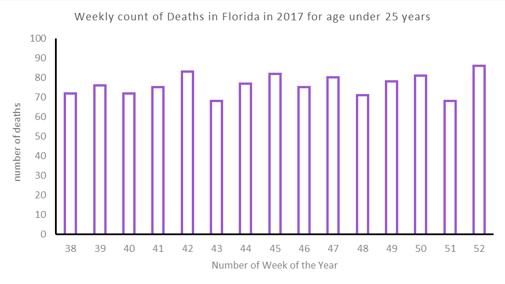 Weekly count of Deaths in Florida in 2017 for age under 25 years
100
90
80
70
60
50
40
30
20
10
0
number of deaths
38 39 40 41 42 43 44 45 46 47 48 49 50 51 52
Number of Week of the Year